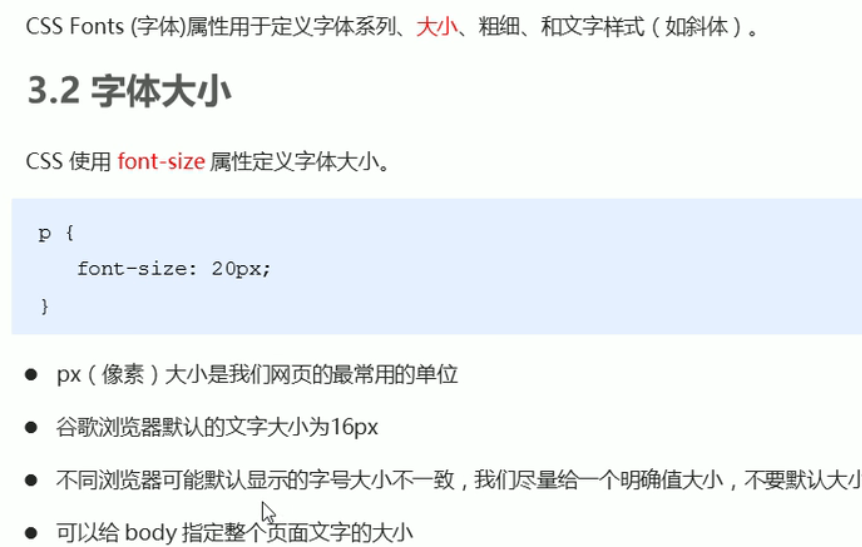 CSS Fonts (字体)属性用于定义字体系列、大小、粗细、和文字样式（如斜体）。
3.2 字体大小
CSS 使用 font-size 属性定义字体大小。
p {
font-size: 20px;
}
● px（像素）大小是我们网页的最常用的单位
● 谷歌浏览器默认的文字大小为16px
● 不同浏览器可能默认显示的字号大小不一致，我们尽量给一个明确值大小，不要默认大小
● 可以给 body 指定整个页面文字的大小